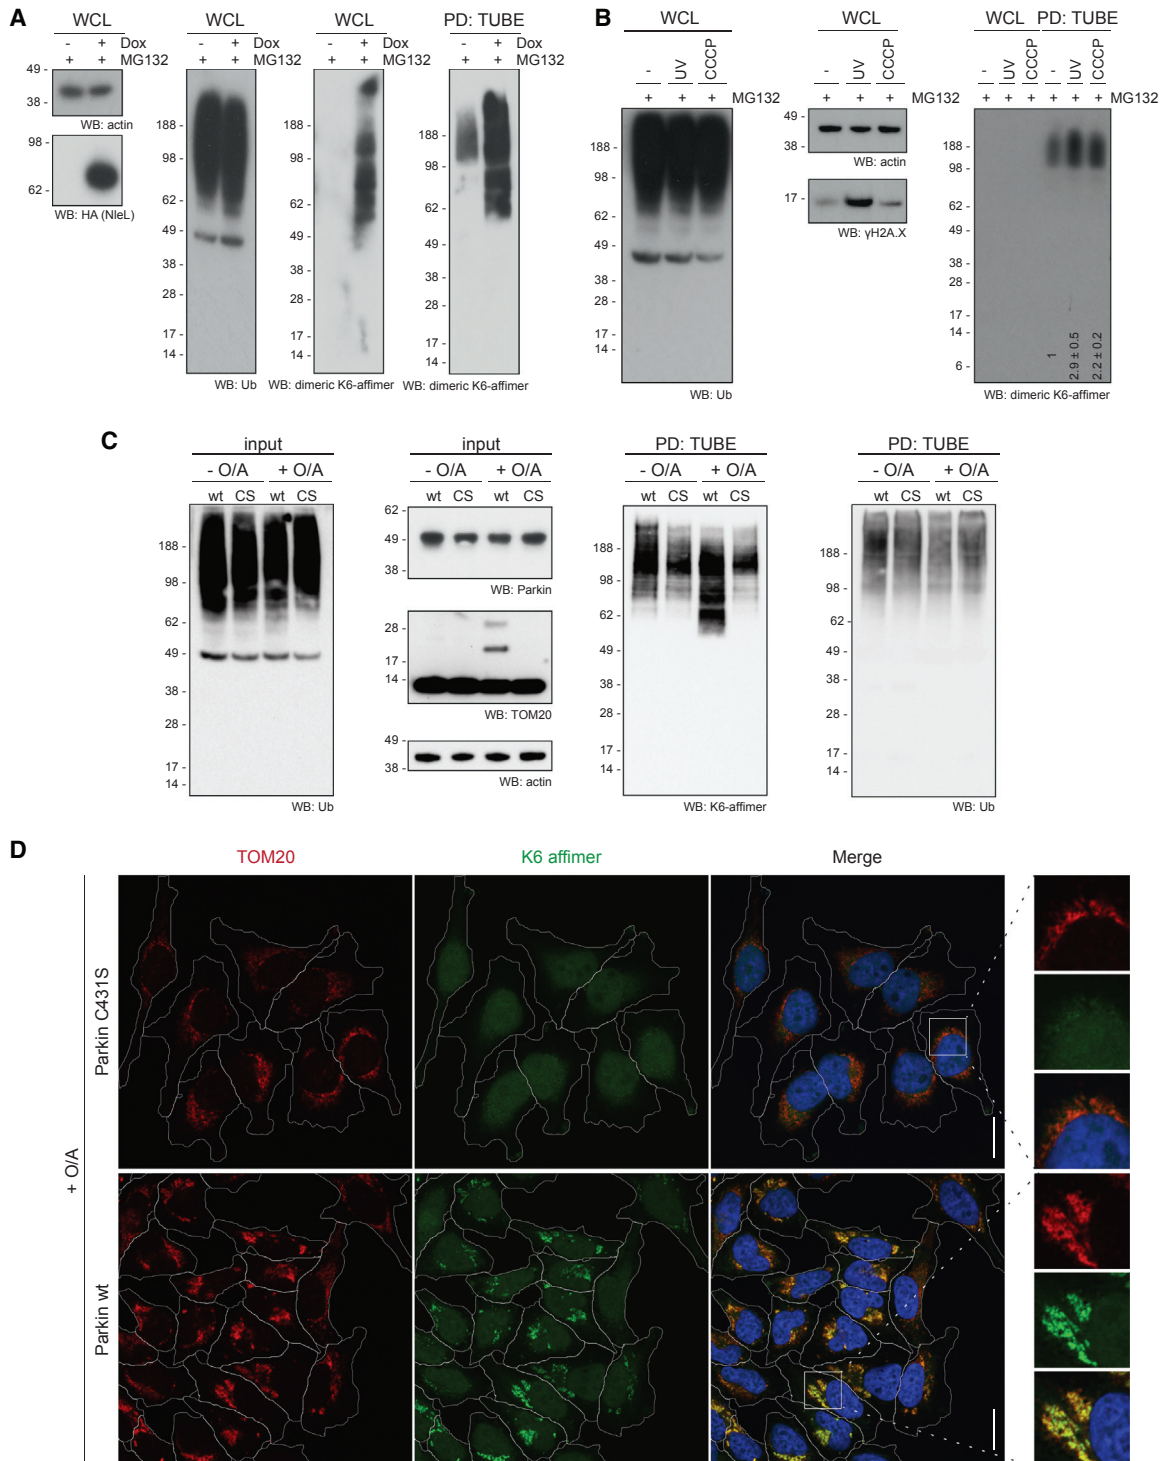 A
WCL
- + Dox
+ + MG132
49 -
38 -
WB: actin
98 -
62 -
WB: HA (NleL)
WCL
- + Dox
+ + MG132
188 -
98 -
62 -
49 -
38 -
28 -
17 -
14 -
WB: Ub
WCL
- + Dox
+ + MG132
188 -
98 -
62 -
49 -
38 -
28 -
17 -
14 -
WB: dimeric K6-affimer
PD: TUBE
- + Dox
+ + MG132
188 -
98 -
62 -
49 -
38 -
28 -
17 -
14 -
WB: dimeric K6-affimer
B
WCL
- UV CCCP
+ + + MG132
188 -
98 -
62 -
49 -
38 -
28 -
17 -
14 -
WB: Ub
WCL
- UV CCCP
+ + + MG132
49 -
38 -
WB: actin
17 -
WB: γH2A.X
WCL PD: TUBE
- UV CCCP - UV CCCP
+ + + + + + MG132
188 -
98 -
62 -
49 -
38 -
28 -
17 -
14 -
6 -
1
2.9 ± 0.5
2.2 ± 0.2
WB: dimeric K6-affimer
C
input
- O/A + O/A
wt CS wt CS
188 -
98 -
62 -
49 -
38 -
28 -
17 -
14 -
WB: Ub
input
- O/A + O/A
wt CS wt CS
62 -
49 -
38 -
WB: Parkin
28 -
17 -
14 -
WB: TOM20
49 -
38 -
WB: actin
PD: TUBE
- O/A + O/A
wt CS wt CS
188 -
98 -
62 -
49 -
38 -
28 -
17 -
14 -
WB: K6-affimer
PD: TUBE
- O/A + O/A
wt CS wt CS
188 -
98 -
62 -
49 -
38 -
28 -
17 -
14 -
WB: Ub
D
TOM20 K6 affimer Merge
+ O/A
Parkin C431S
Parkin wt